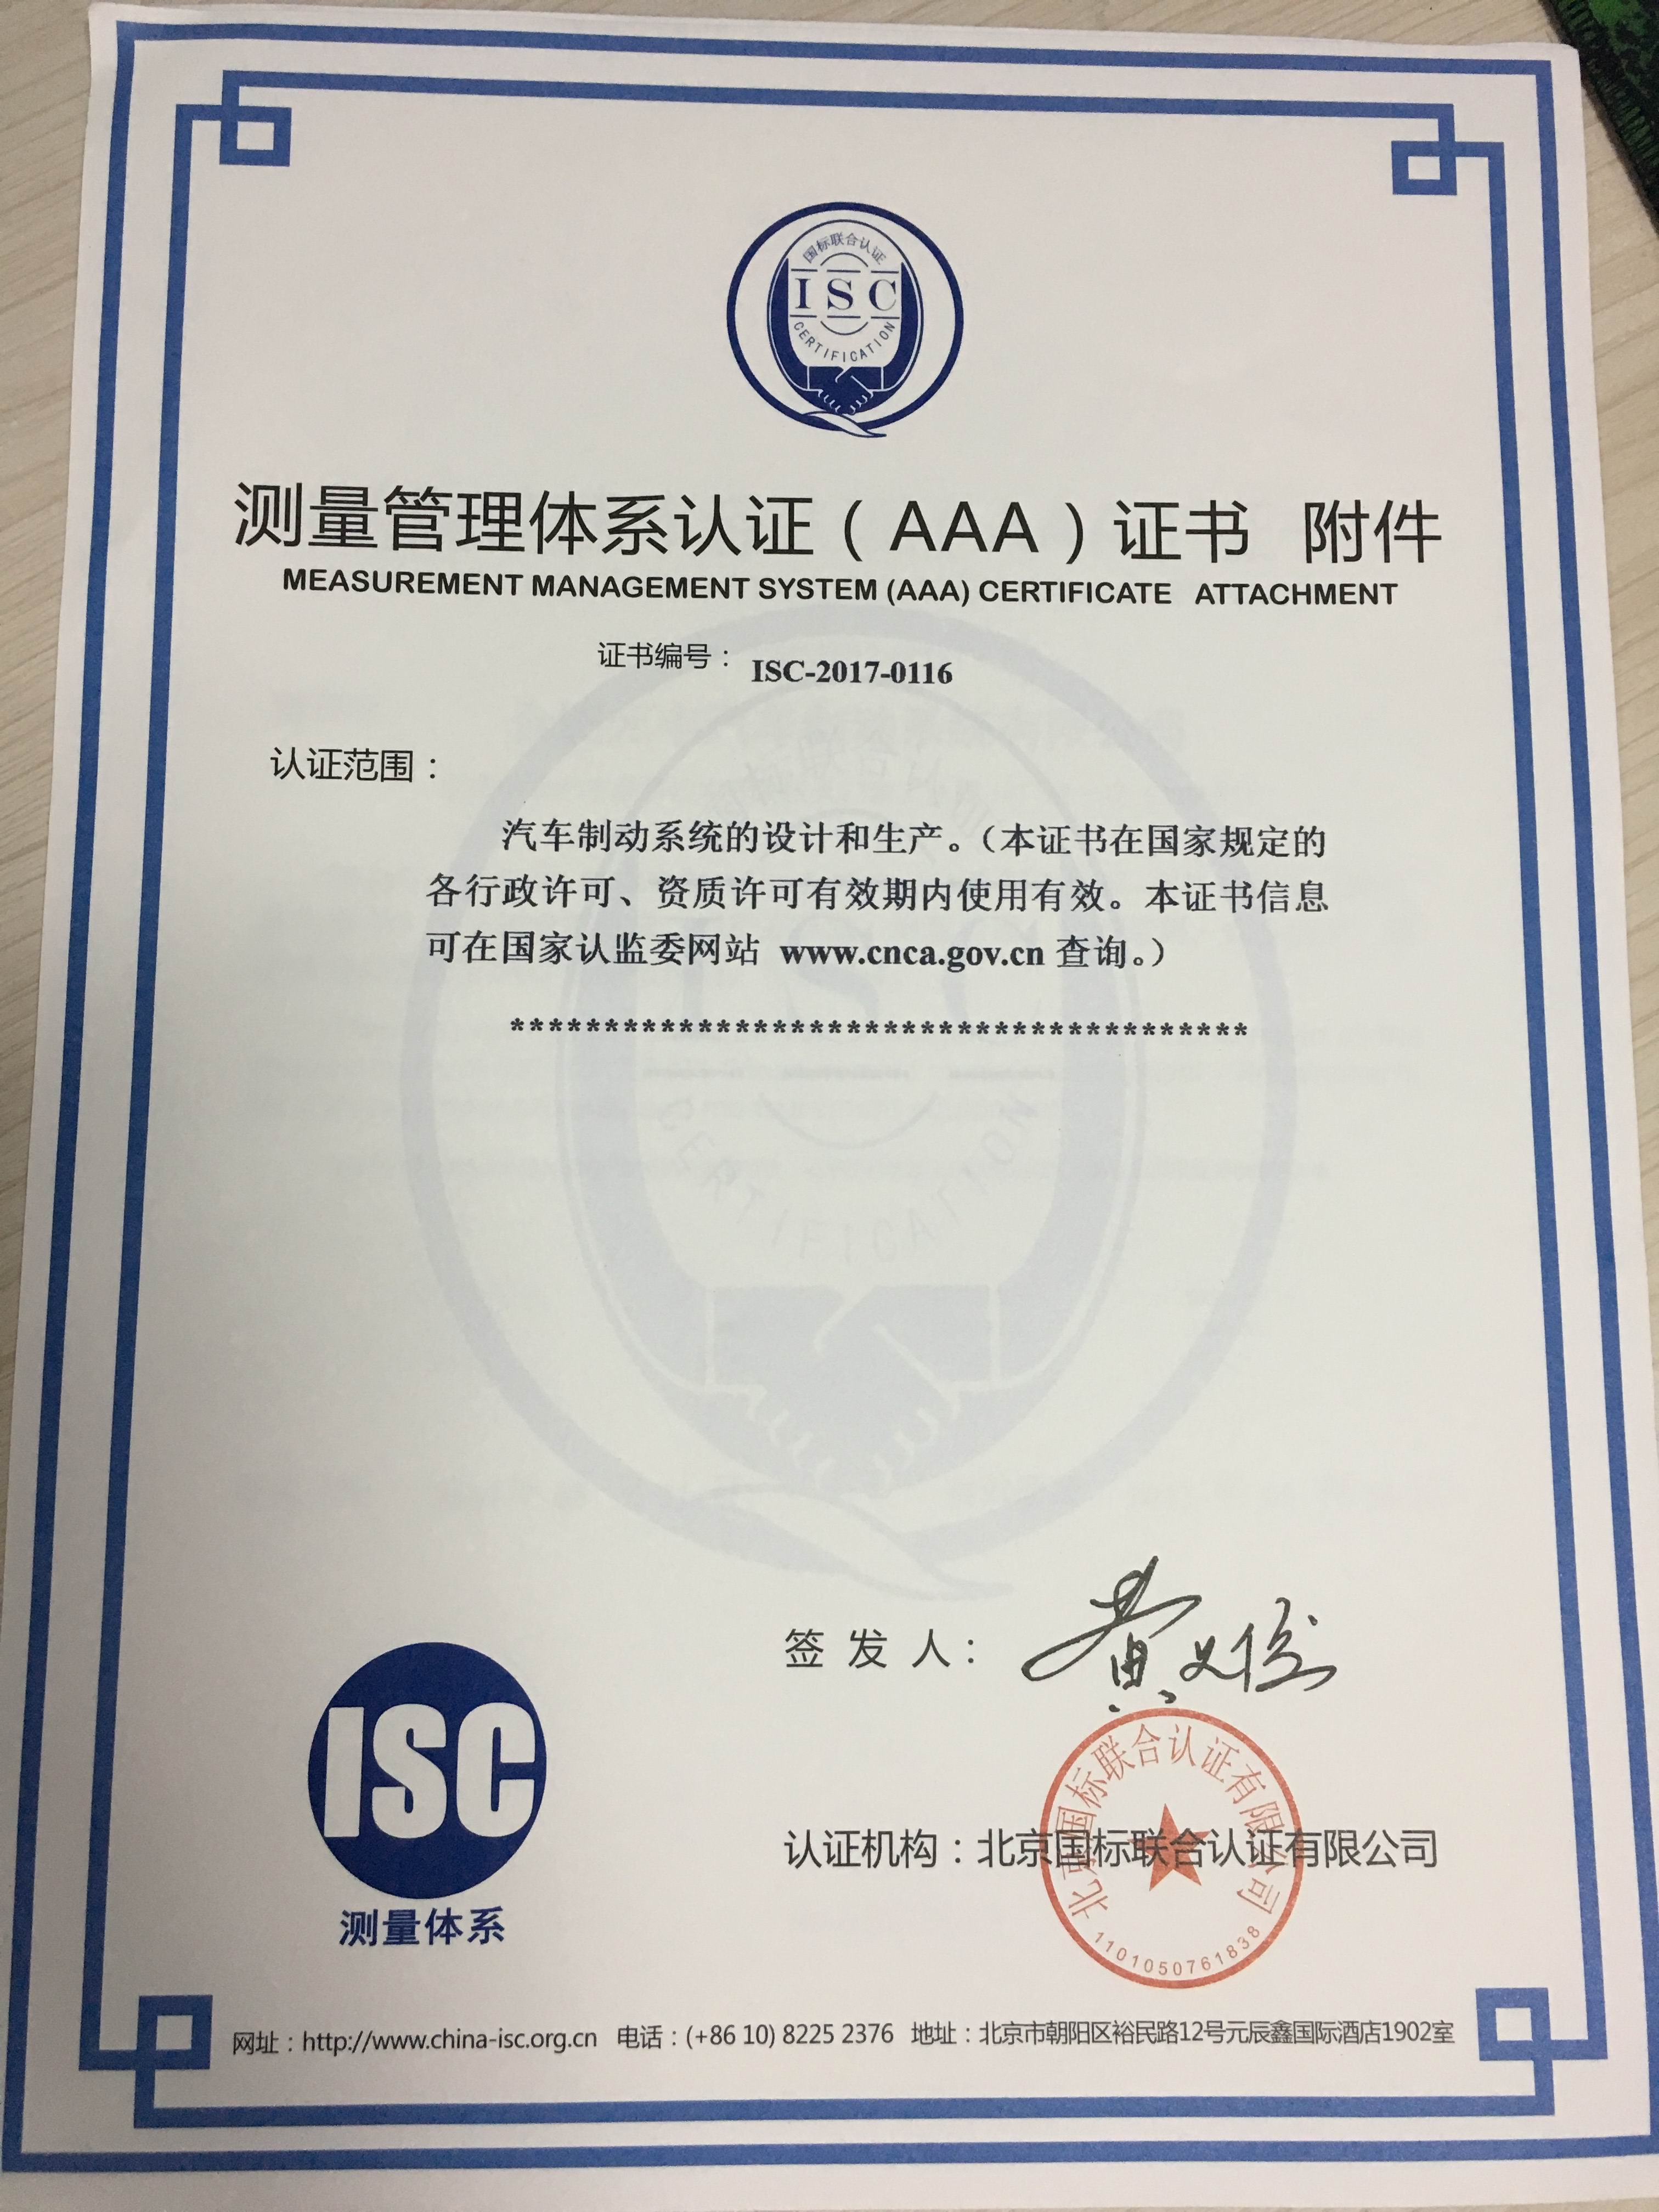 国标联合认证
ISC
CERTIFICATION
测量管理体系认证（AAA）证书 附件
MEASUREMENT MANAGEMENT SYSTEM (AAA) CERTIFICATE ATTACHMENT
证书编号： ISC-2017-0116
认证范围：
汽车制动系统的设计和生产。（本证书在国家规定的
各行政许可、资质许可有效期内使用有效。本证书信息
可在国家认监委网站 www.cnca.gov.cn 查询。）
****************************************
签 发 人：
ISC
测量体系
认证机构：北京国标联合认证有限公司
北京国标联合认证有限公司
1101050761838
网址：http://www.china-isc.org.cn 电话：(+86 10) 8225 2376 地址：北京市朝阳区裕民路12号元辰鑫国际酒店1902室